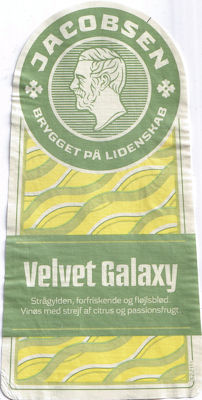 JACOBSEN
BRYGGET PÅ LIDENSKAB
Velvet Galaxy
Strågylden, forfriskende og fløjlsblød.
Vinøs med strejf af citrus og passionsfrugt.